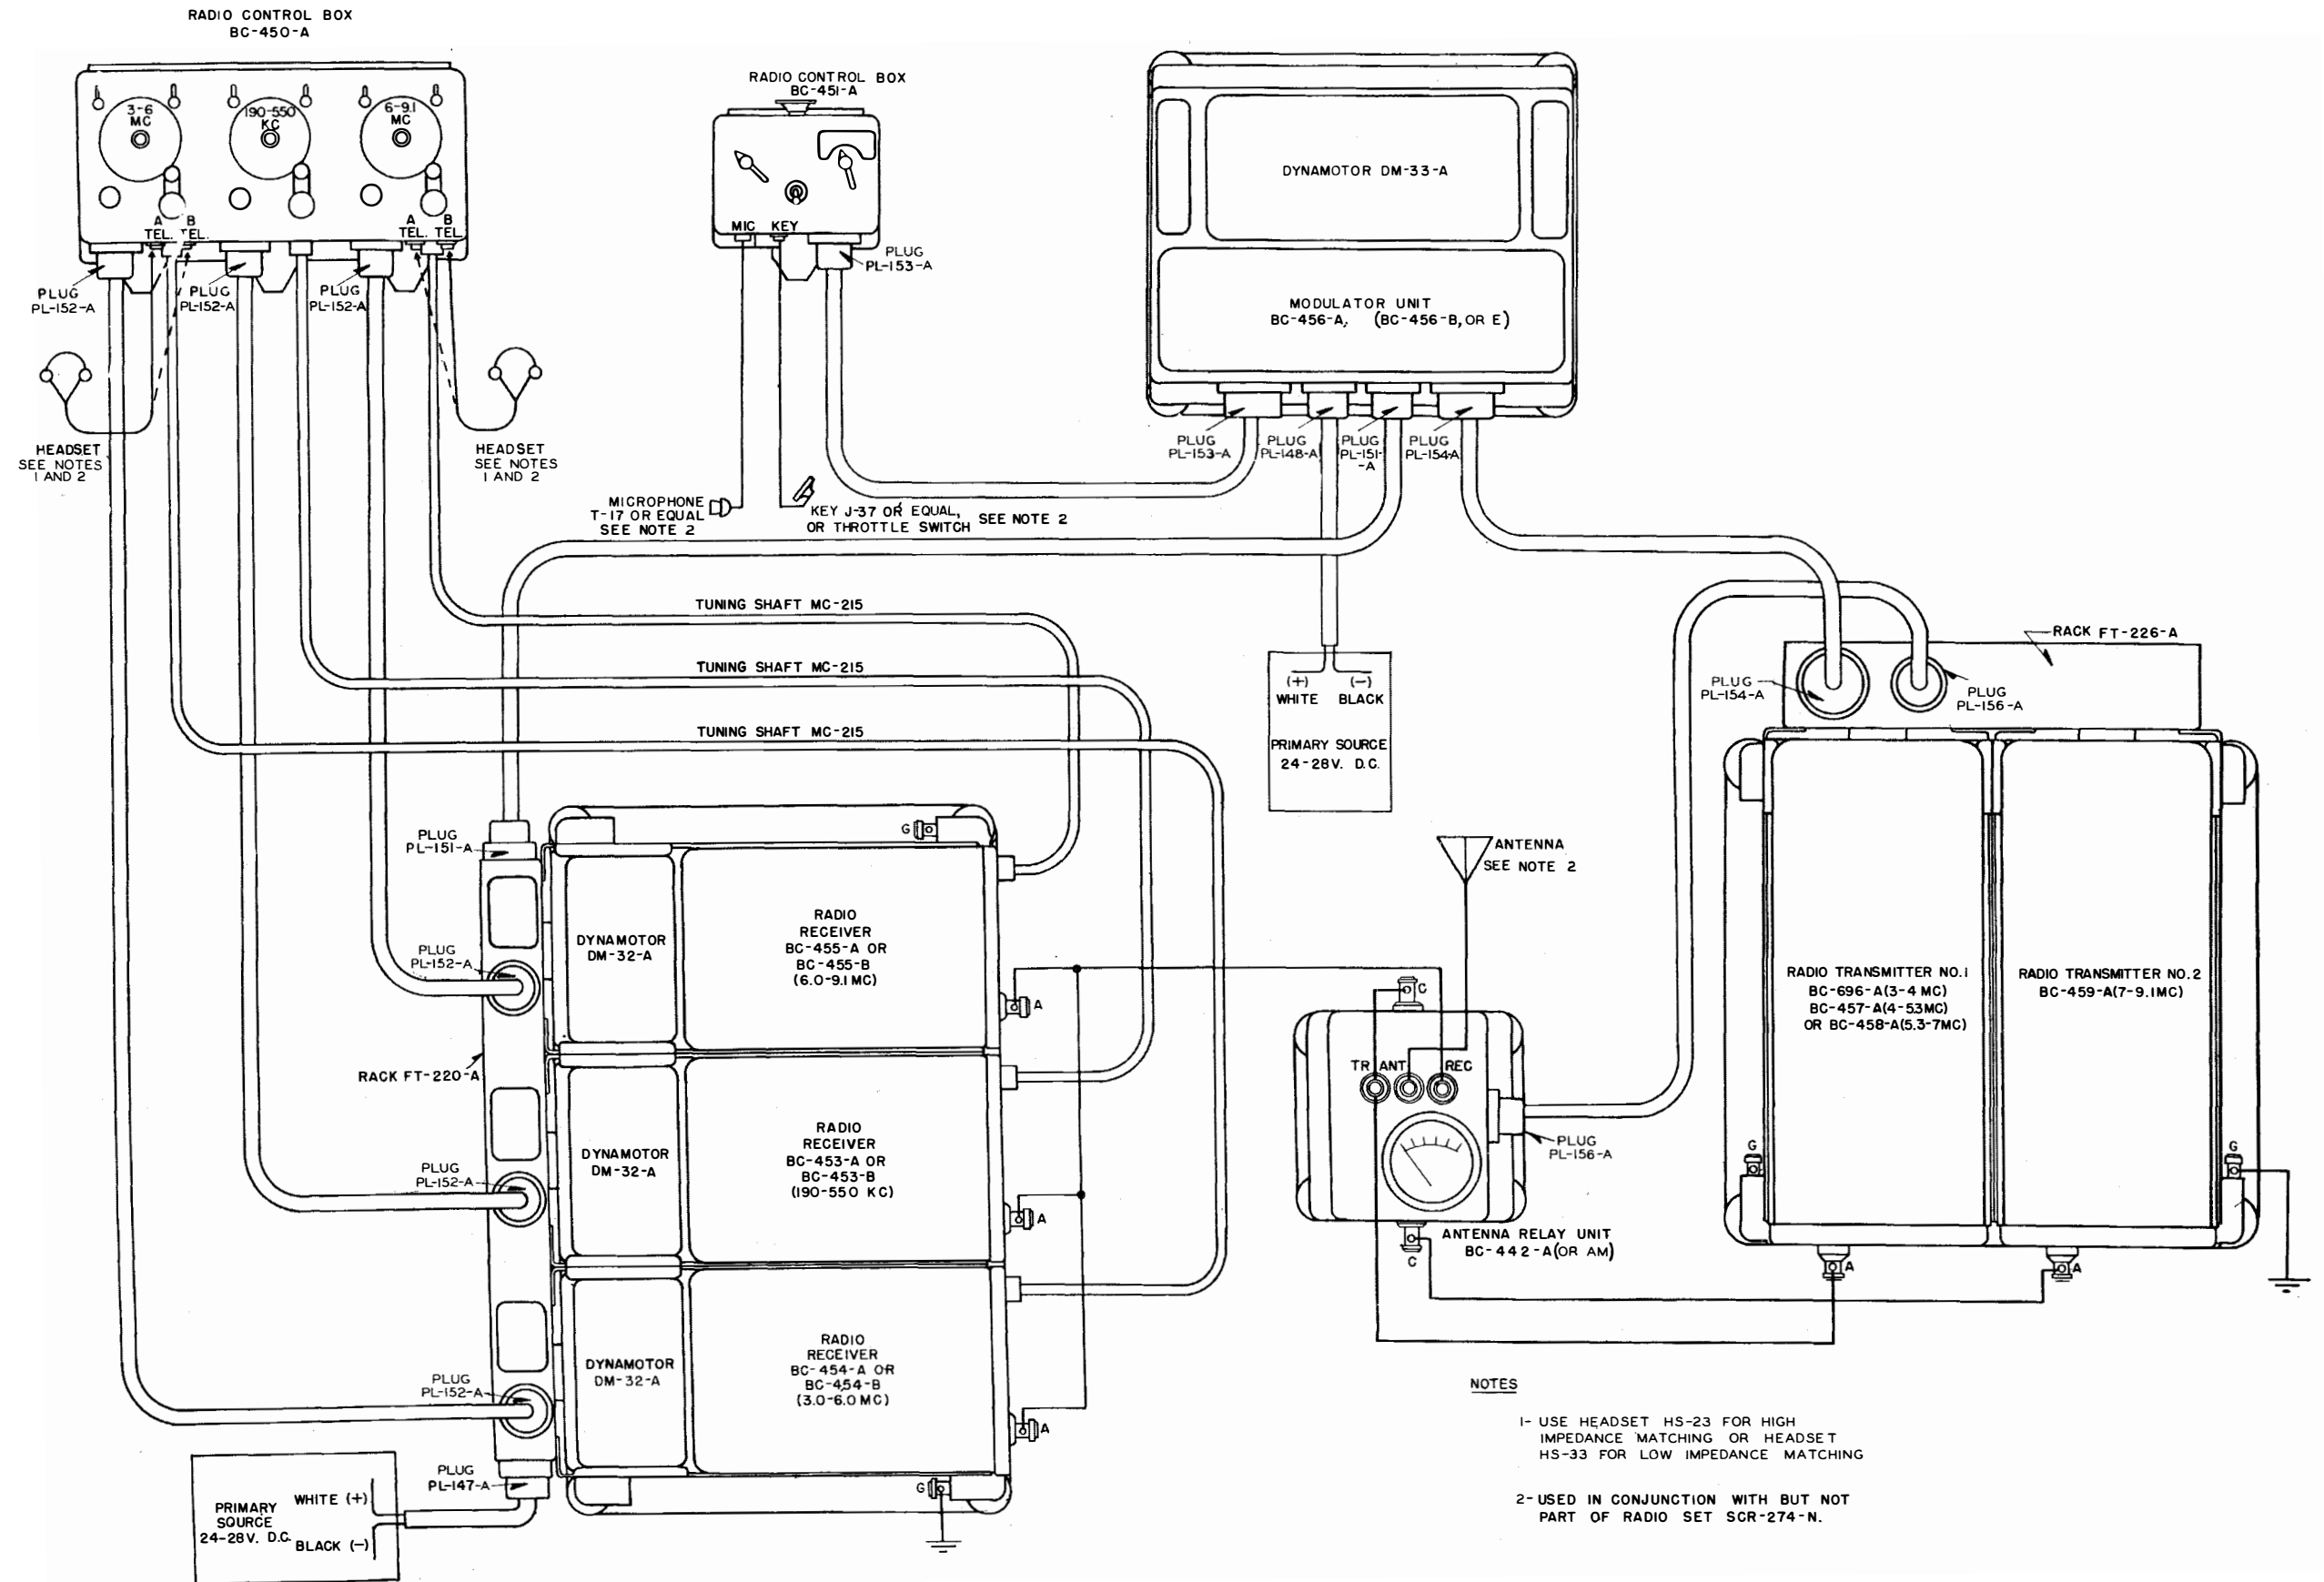 RADIO CONTROL BOX
BC-450-A
3-6
MC
190-550
KC
6-9.1
MC
A
TEL.
B
TEL.
A
TEL.
B
TEL.
PLUG
PL-152-A
PLUG
PL-152-A
PLUG
PL-152-A
HEADSET
SEE NOTES
1 AND 2
HEADSET
SEE NOTES
1 AND 2
RADIO CONTROL BOX
BC-451-A
MIC
KEY
PLUG
PL-153-A
MICROPHONE
T-17 OR EQUAL
SEE NOTE 2
KEY J-37 OR EQUAL,
OR THROTTLE SWITCH
SEE NOTE 2
DYNAMOTOR DM-33-A
MODULATOR UNIT
BC-456-A, (BC-456-B, OR E)
PLUG
PL-153-A
PLUG
PL-148-A
PLUG
PL-151-
-A
PLUG
PL-154-A
TUNING SHAFT MC-215
TUNING SHAFT MC-215
TUNING SHAFT MC-215
(+)
WHITE
(-)
BLACK
PRIMARY SOURCE
24-28V. D.C.
RACK FT-226-A
PLUG
PL-154-A
PLUG
PL-156-A
RADIO TRANSMITTER NO.1
BC-696-A(3-4 MC)
BC-457-A(4-5.3MC)
OR BC-458-A(5.3-7MC)
RADIO TRANSMITTER NO.2
BC-459-A(7-9.1MC)
G
G
A
A
PLUG
PL-151-A
G
DYNAMOTOR
DM-32-A
RADIO
RECEIVER
BC-455-A OR
BC-455-B
(6.0-9.1 MC)
PLUG
PL-152-A
A
RACK FT-220-A
DYNAMOTOR
DM-32-A
RADIO
RECEIVER
BC-453-A OR
BC-453-B
(190-550 KC)
PLUG
PL-152-A
A
DYNAMOTOR
DM-32-A
RADIO
RECEIVER
BC-454-A OR
BC-454-B
(3.0-6.0 MC)
PLUG
PL-152-A
A
PLUG
PL-147-A
G
PRIMARY
SOURCE
24-28V. D.C.
WHITE (+)
BLACK (-)
ANTENNA
SEE NOTE 2
C
TR
ANT
REC
PLUG
PL-156-A
ANTENNA RELAY UNIT
BC-442-A(OR AM)
C
NOTES
1- USE HEADSET HS-23 FOR HIGH
IMPEDANCE MATCHING OR HEADSET
HS-33 FOR LOW IMPEDANCE MATCHING
2- USED IN CONJUNCTION WITH BUT NOT
PART OF RADIO SET SCR-274-N.